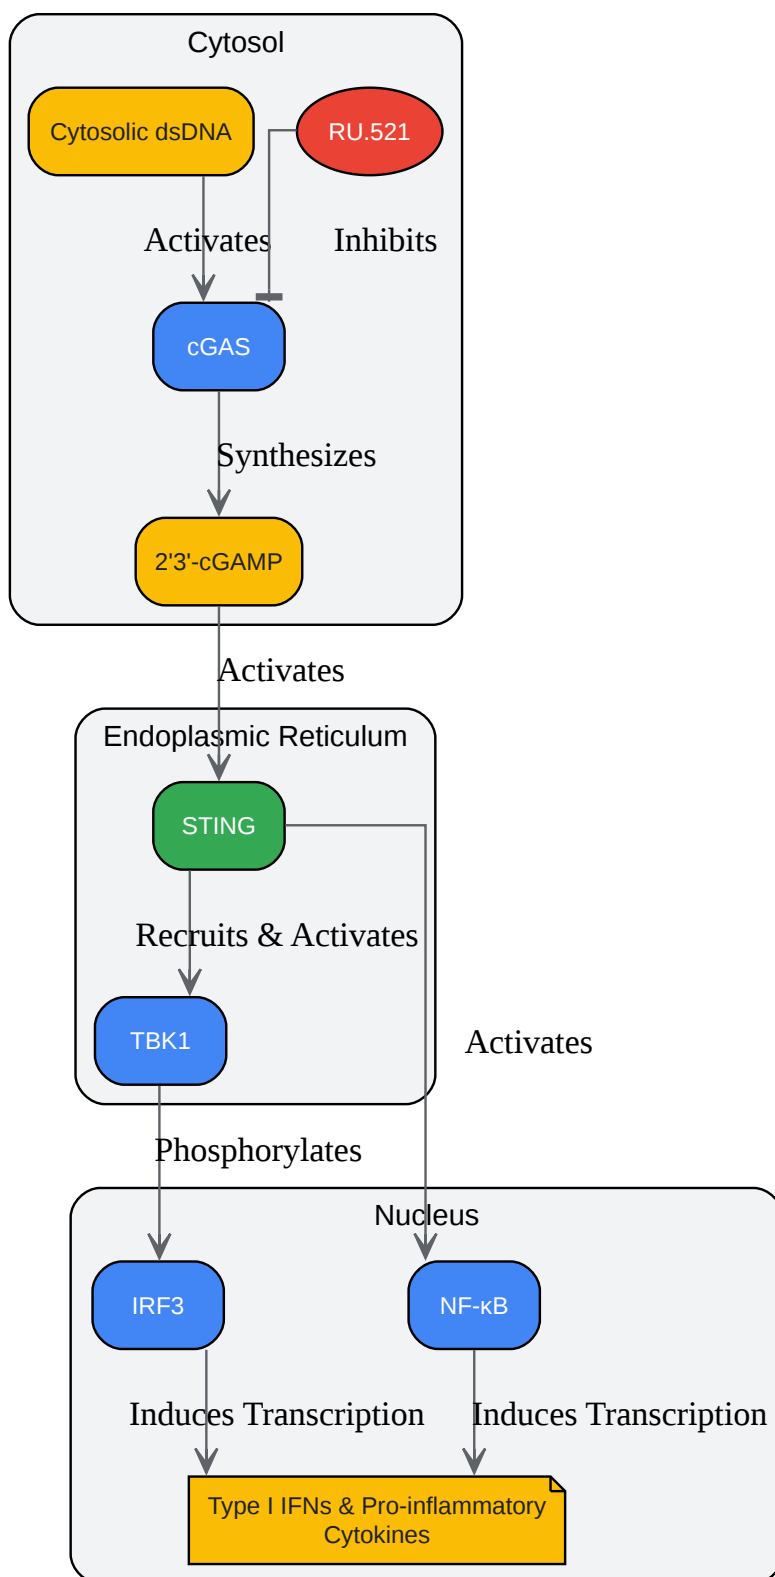 Cytosol
Cytosolic dsDNA
RU.521
Activates
Inhibits
cGAS
Synthesizes
2'3'-cGAMP
Activates
Endoplasmic Reticulum
STING
Recruits & Activates
TBK1
Activates
Phosphorylates
Nucleus
IRF3
NF-κB
Induces Transcription
Induces Transcription
Type I IFNs & Pro-inflammatory
Cytokines